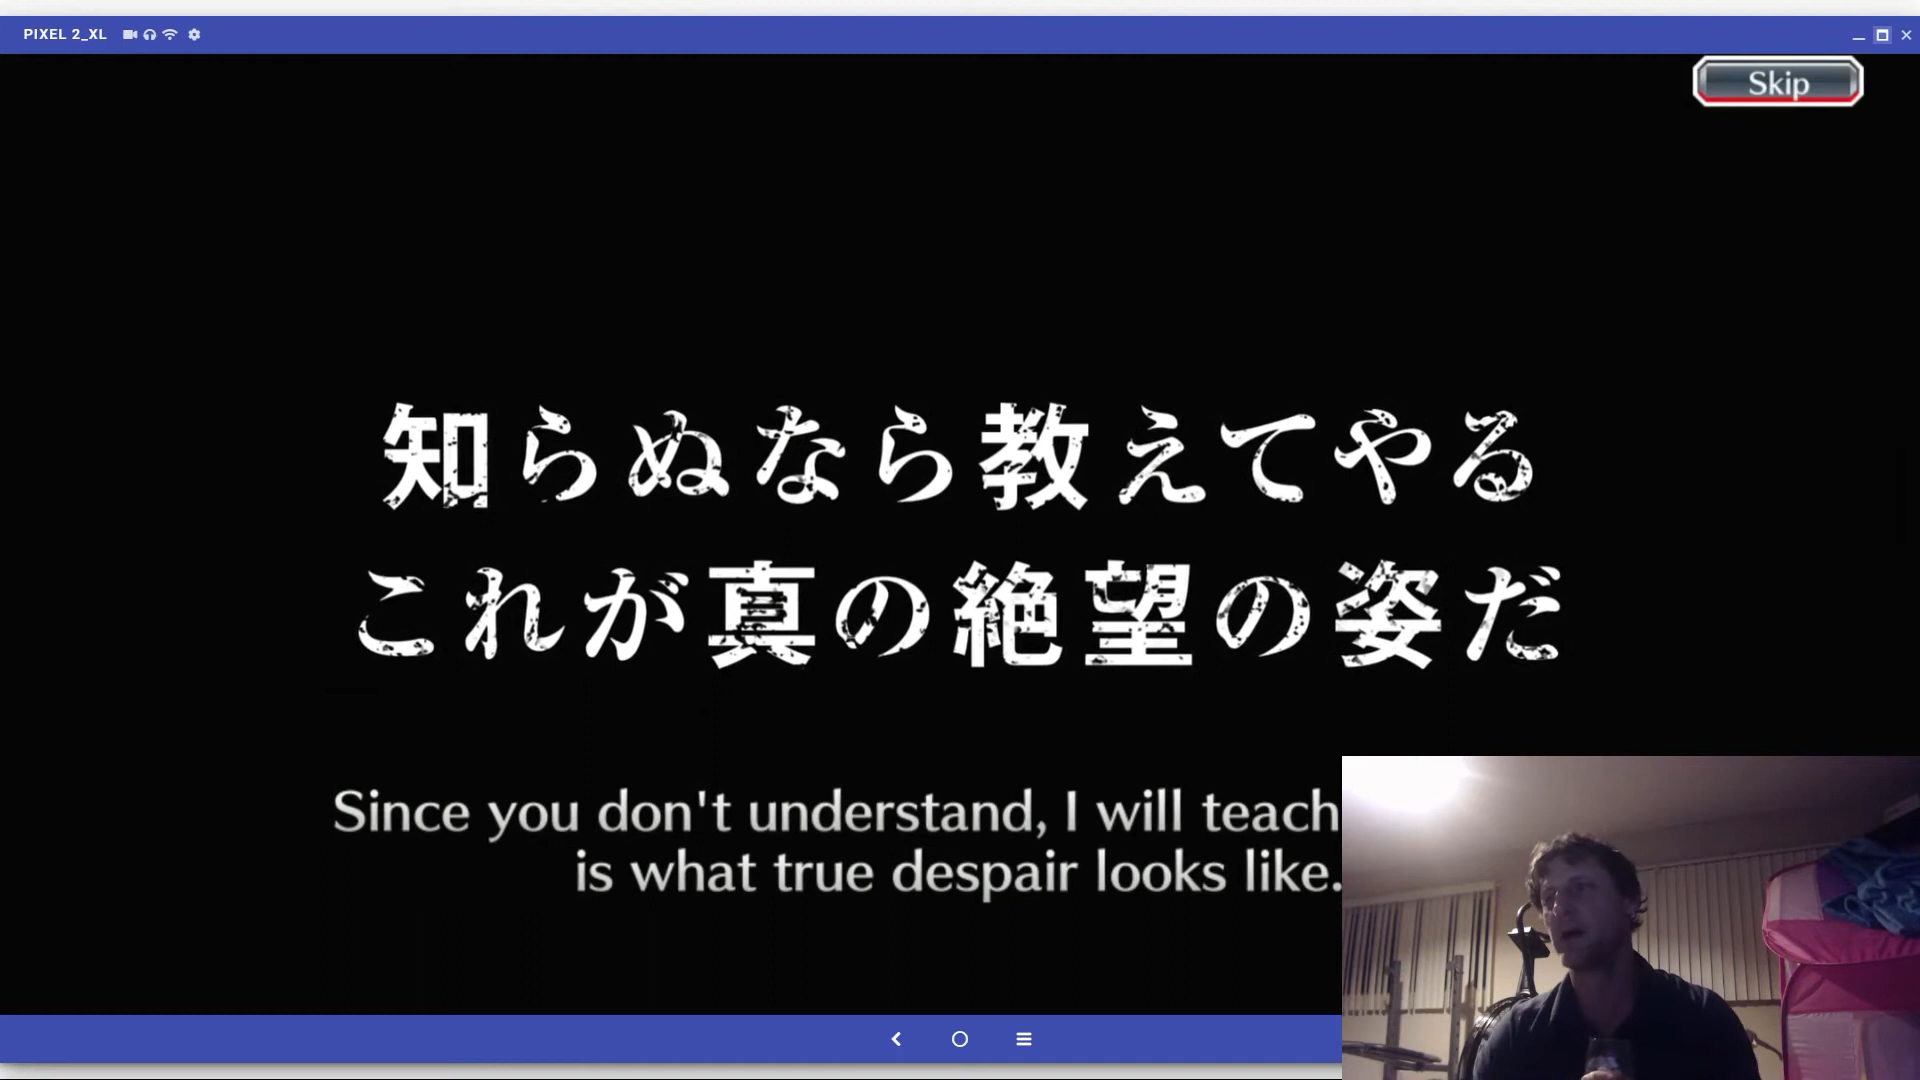 PIXEL 2_XL
Skip
知らぬなら教えてやる
これが真の絶望の姿だ
Since you don't understand, I will teach
is what true despair looks like.